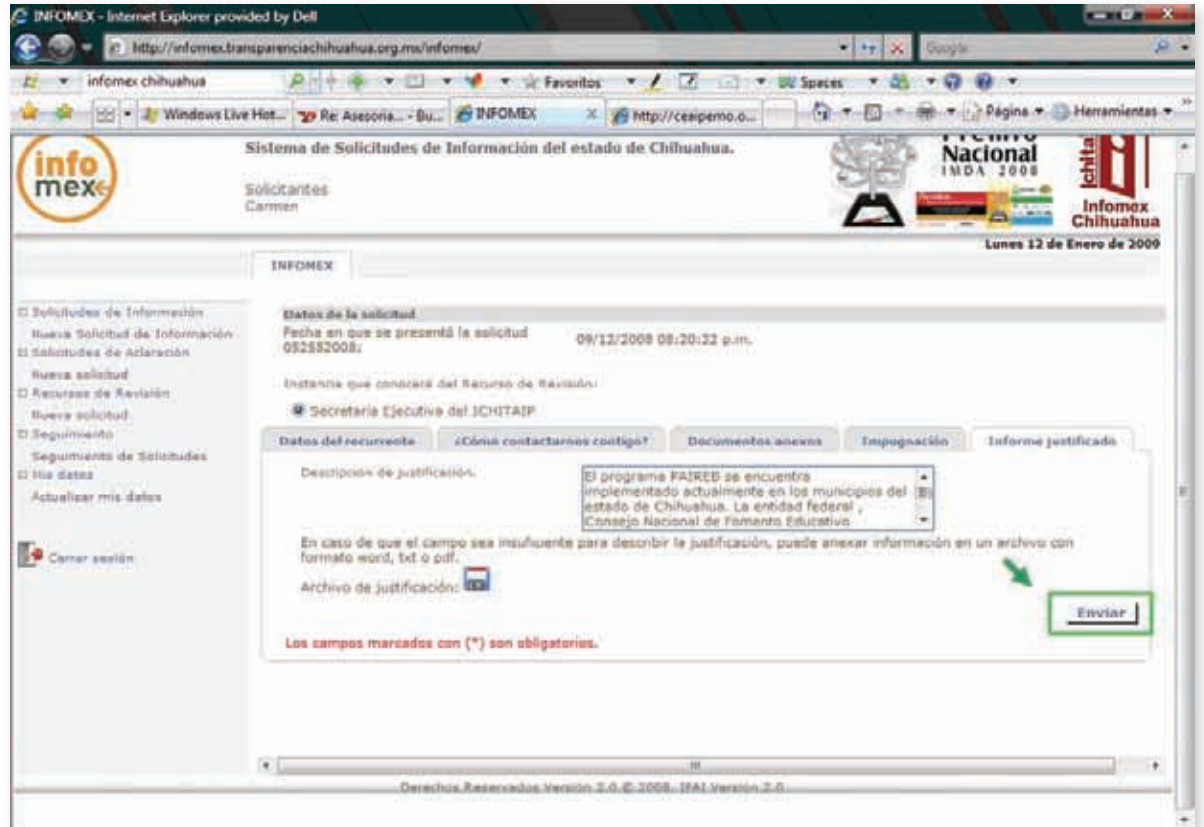 INFOMEX - Internet Explorer provided by Dell
http://infomex.transparenciachihuahua.org.mx/infomex/
Google
infomex chihuahua
Favoritos
Spaces
Windows Live Hot...
Re: Asesoria... - Bu...
INFOMEX
http://ceaipemo.o...
Página
Herramientas
info
mex
Sistema de Solicitudes de Información del estado de Chihuahua.
Solicitantes
Carmen
Premio
Nacional
IMDA 2008
Ichita
Infomex
Chihuahua
Lunes 12 de Enero de 2009
INFOMEX
Solicitudes de Información
Nueva Solicitud de Información
Solicitudes de Aclaración
Nueva solicitud
Recursos de Revisión
Nueva solicitud
Seguimiento
Seguimiento de Solicitudes
Mis datos
Actualizar mis datos
Cerrar sesión
Datos de la solicitud
Fecha en que se presentó la solicitud
052552008:
09/12/2008 08:20:32 p.m.
Instancia que conocerá del Recurso de Revisión:
Secretaría Ejecutiva del ICHITAIP
Datos del recurrente
¿Cómo contactarnos contigo?
Documentos anexos
Impugnación
Informe justificado
Descripción de justificación.
El programa PAIREB se encuentra
implementado actualmente en los municipios del
estado de Chihuahua. La entidad federal ,
Consejo Nacional de Fomento Educativo
En caso de que el campo sea insuficiente para describir la justificación, puede anexar información en un archivo con
formato word, txt o pdf.
Archivo de justificación:
Enviar
Los campos marcados con (*) son obligatorios.
Derechos Reservados Versión 2.0 © 2008. IFAI Versión 2.0